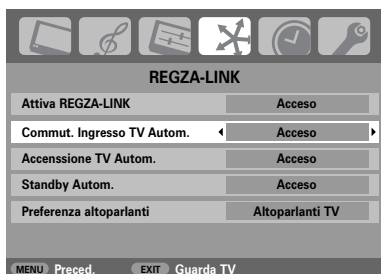 REGZA-LINK
Attiva REGZA-LINK Acceso
Commut. Ingresso TV Autom. Acceso
Accenssione TV Autom. Acceso
Standby Autom. Acceso
Preferenza altoparlanti Altoparlanti TV
MENU Preced. EXIT Guarda TV